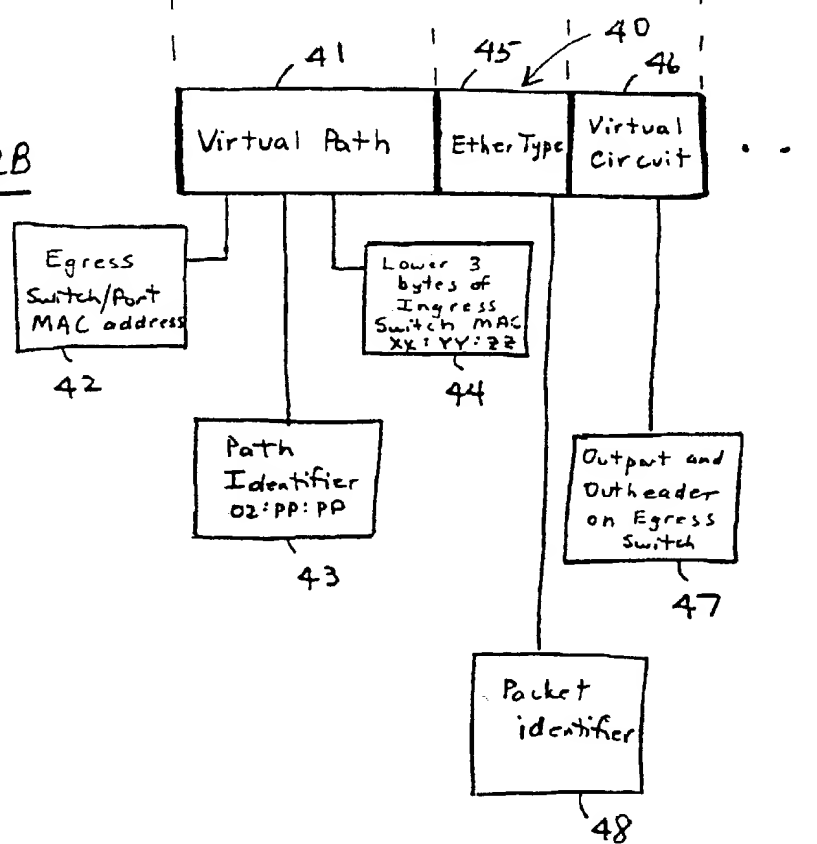 41
45
40
46
2B
Virtual Path
EtherType
Virtual
Circuit
Egress
Switch/Port
MAC address
42
Lower 3
bytes of
Ingress
Switch MAC
XX:YY:ZZ
44
Path
Identifier
02:PP:PP
43
Outport and
Outheader
on Egress
Switch
47
Packet
identifier
48